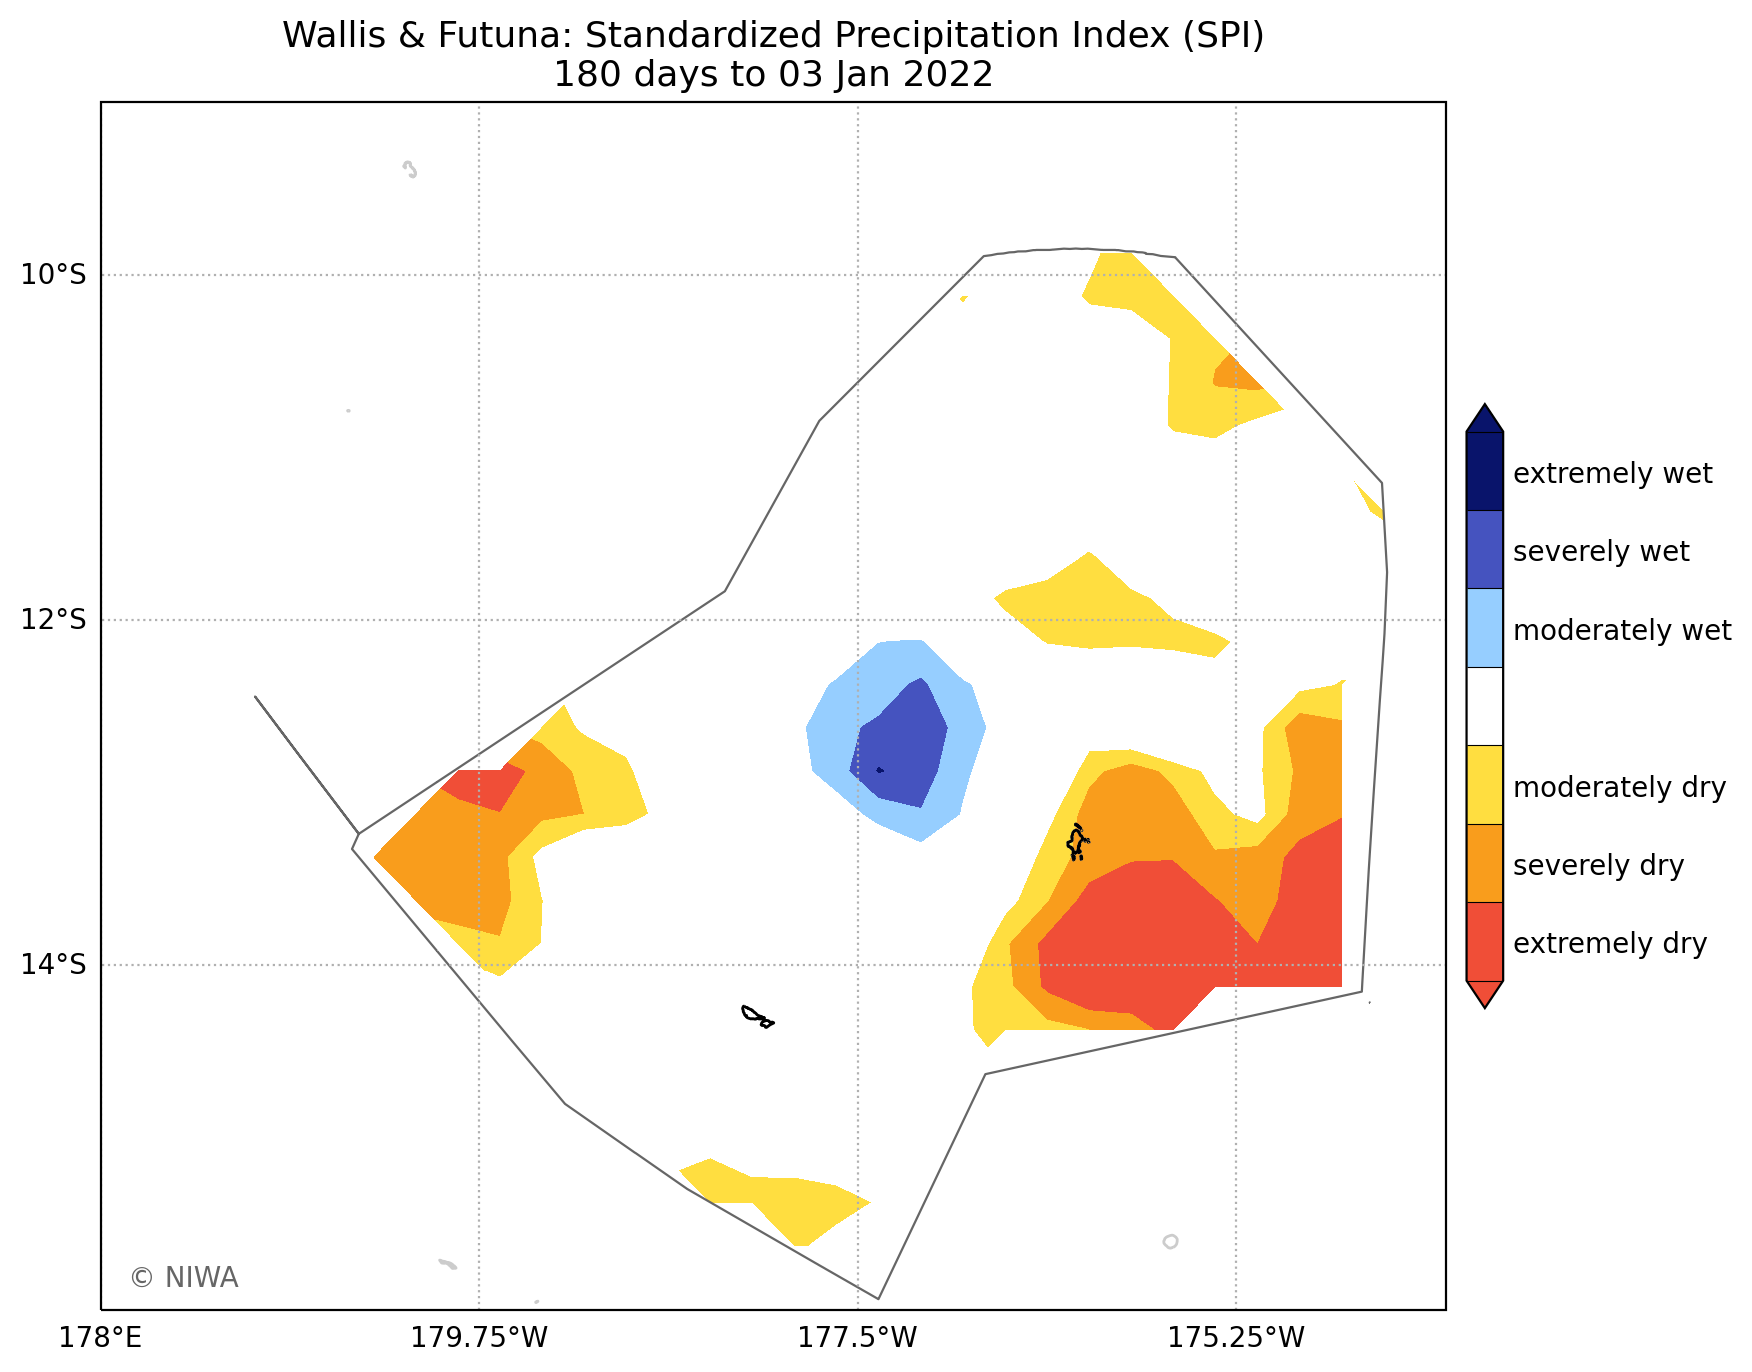 Wallis & Futuna: Standardized Precipitation Index (SPI)
180 days to 03 Jan 2022
10°S
12°S
14°S
178°E
179.75°W
177.5°W
175.25°W
extremely wet
severely wet
moderately wet
moderately dry
severely dry
extremely dry
© NIWA